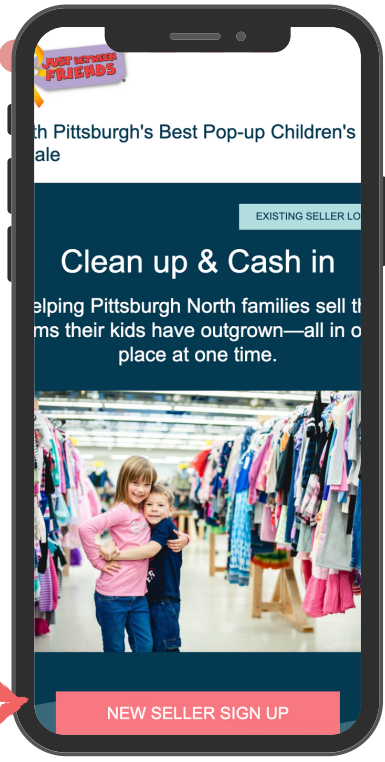 JUST BETWEEN
FRIENDS
th Pittsburgh's Best Pop-up Children's
ale
EXISTING SELLER LO
Clean up & Cash in
elping Pittsburgh North families sell th
ms their kids have outgrown—all in o
place at one time.
NEW SELLER SIGN UP